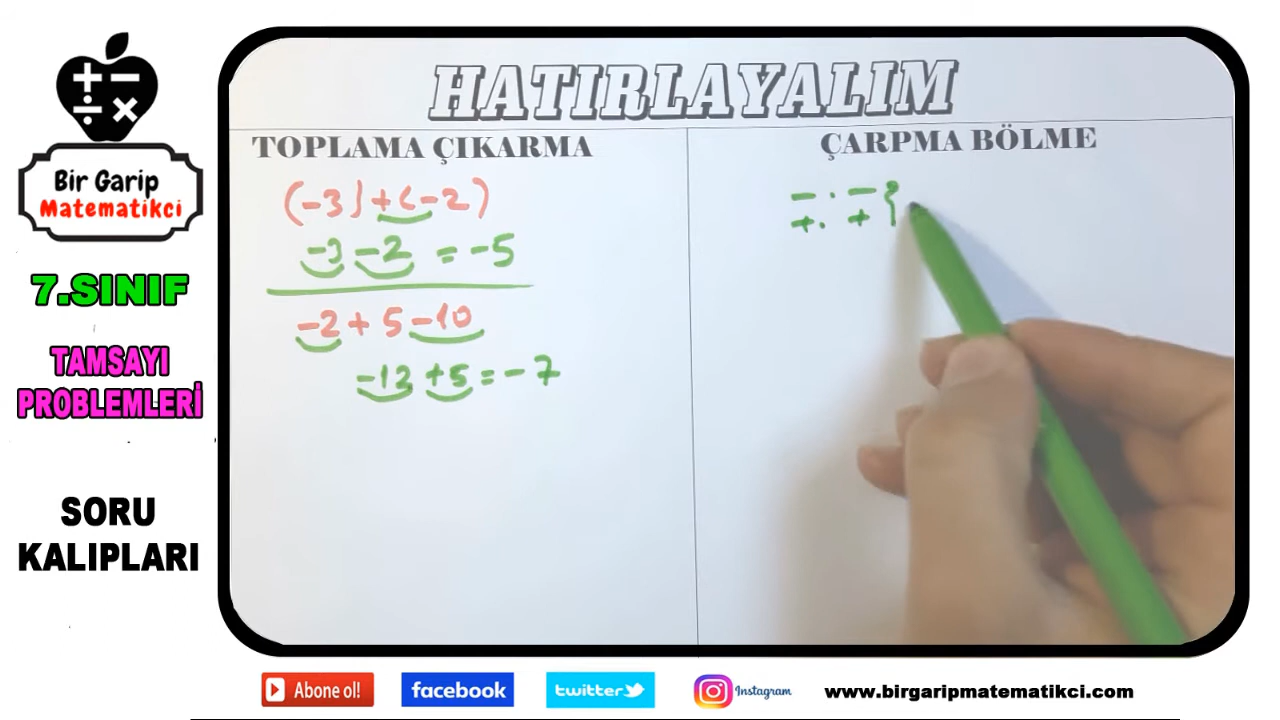 Bir Garip
Matematikci
7.SINIF
TAMSAYI
PROBLEMLERİ
SORU
KALIPLARI
HATIRLAYALIM
TOPLAMA ÇIKARMA
(-3)+(-2)
-3 -2 = -5
-2 + 5 -10
-12 +5 = -7
ÇARPMA BÖLME
- . - }
+ . +
Abone ol!
facebook
twitter
Instagram
www.birgaripmatematikci.com